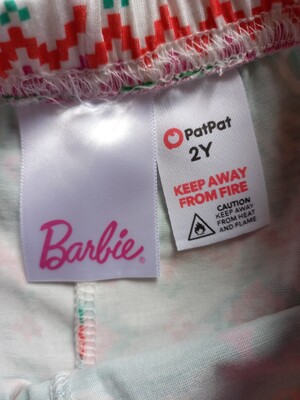 Barbie®
PatPat
2Y
KEEP AWAY
FROM FIRE
CAUTION
KEEP AWAY
FROM HEAT
AND FLAME